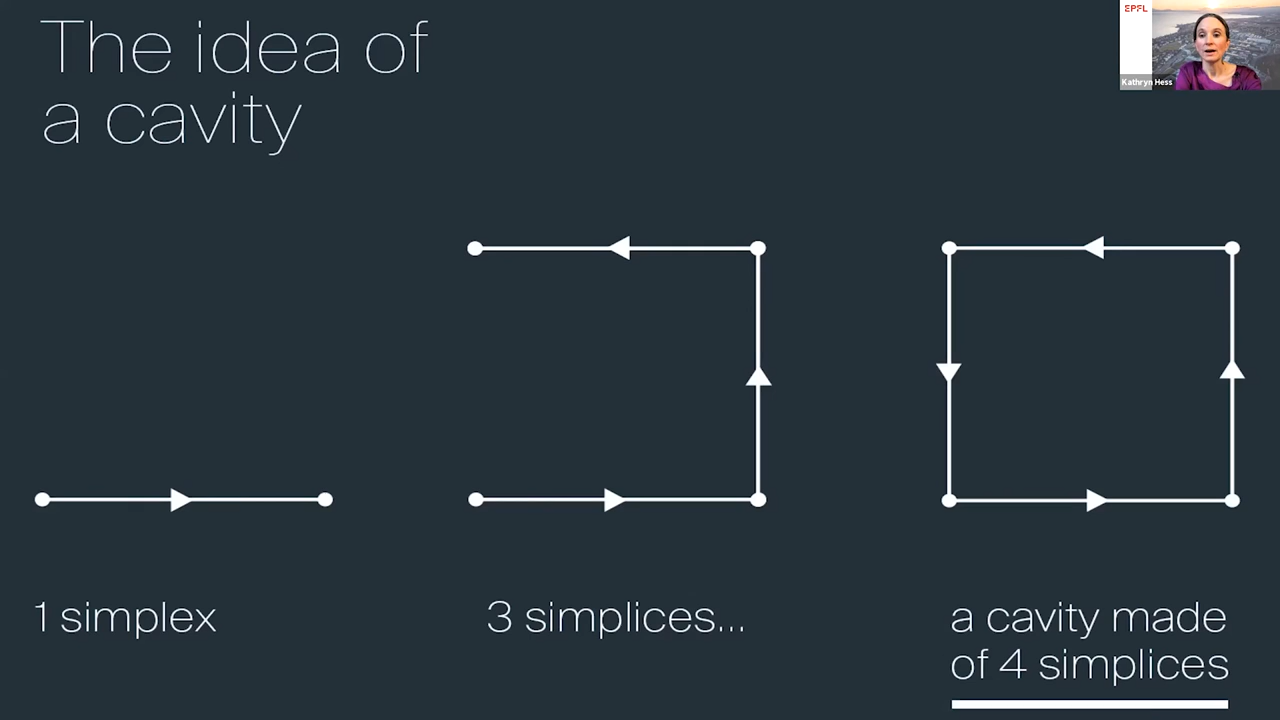 The idea of
a cavity
EPFL
Kathryn Hess
1 simplex
3 simplices...
a cavity made
of 4 simplices